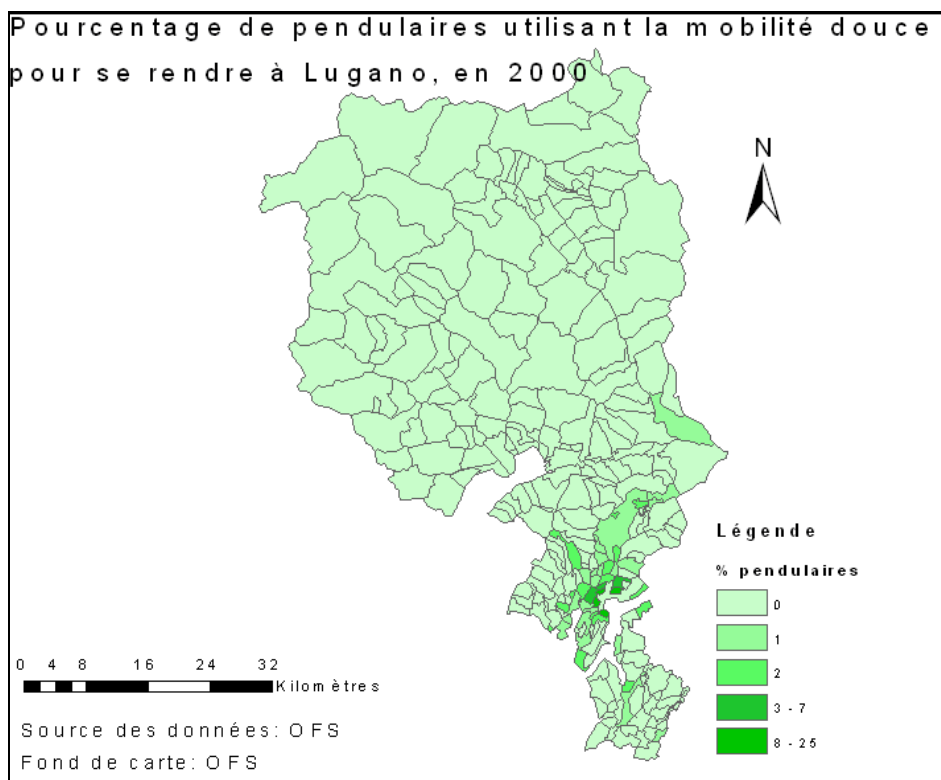 Pourcentage de pendulaires utilisant la mobilité douce
pour se rendre à Lugano, en 2000
N
Légende
% pendulaires
0
1
2
3 - 7
8 - 25
0 4 8 16 24 32
Kilomètres
Source des données: OFS
Fond de carte: OFS